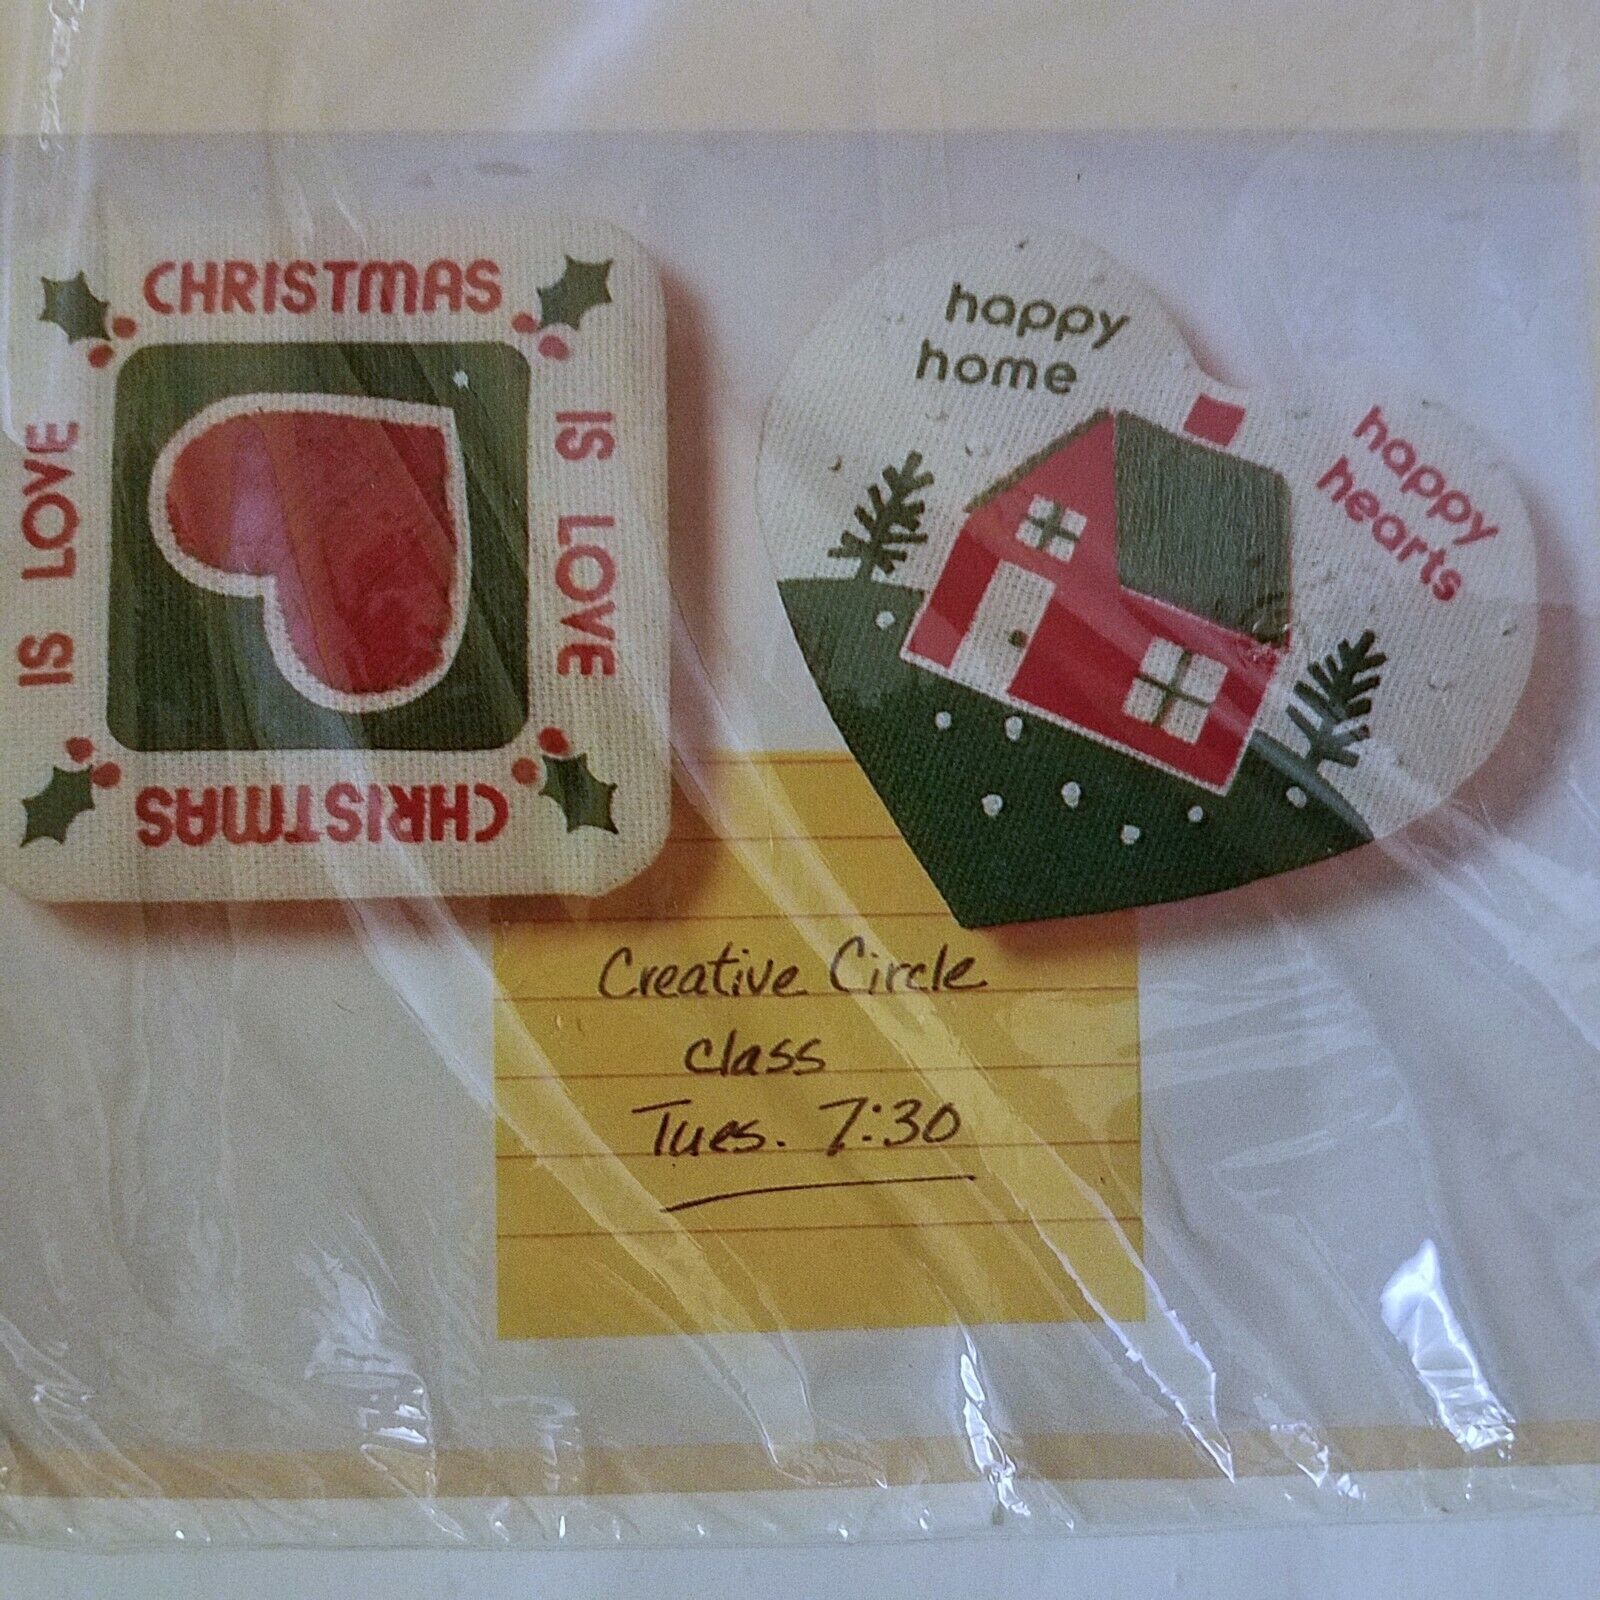 CHRISTMAS
IS LOVE
CHRISTMAS
IS LOVE
happy
home
happy
hearts
Creative Circle
class
Tues. 7:30